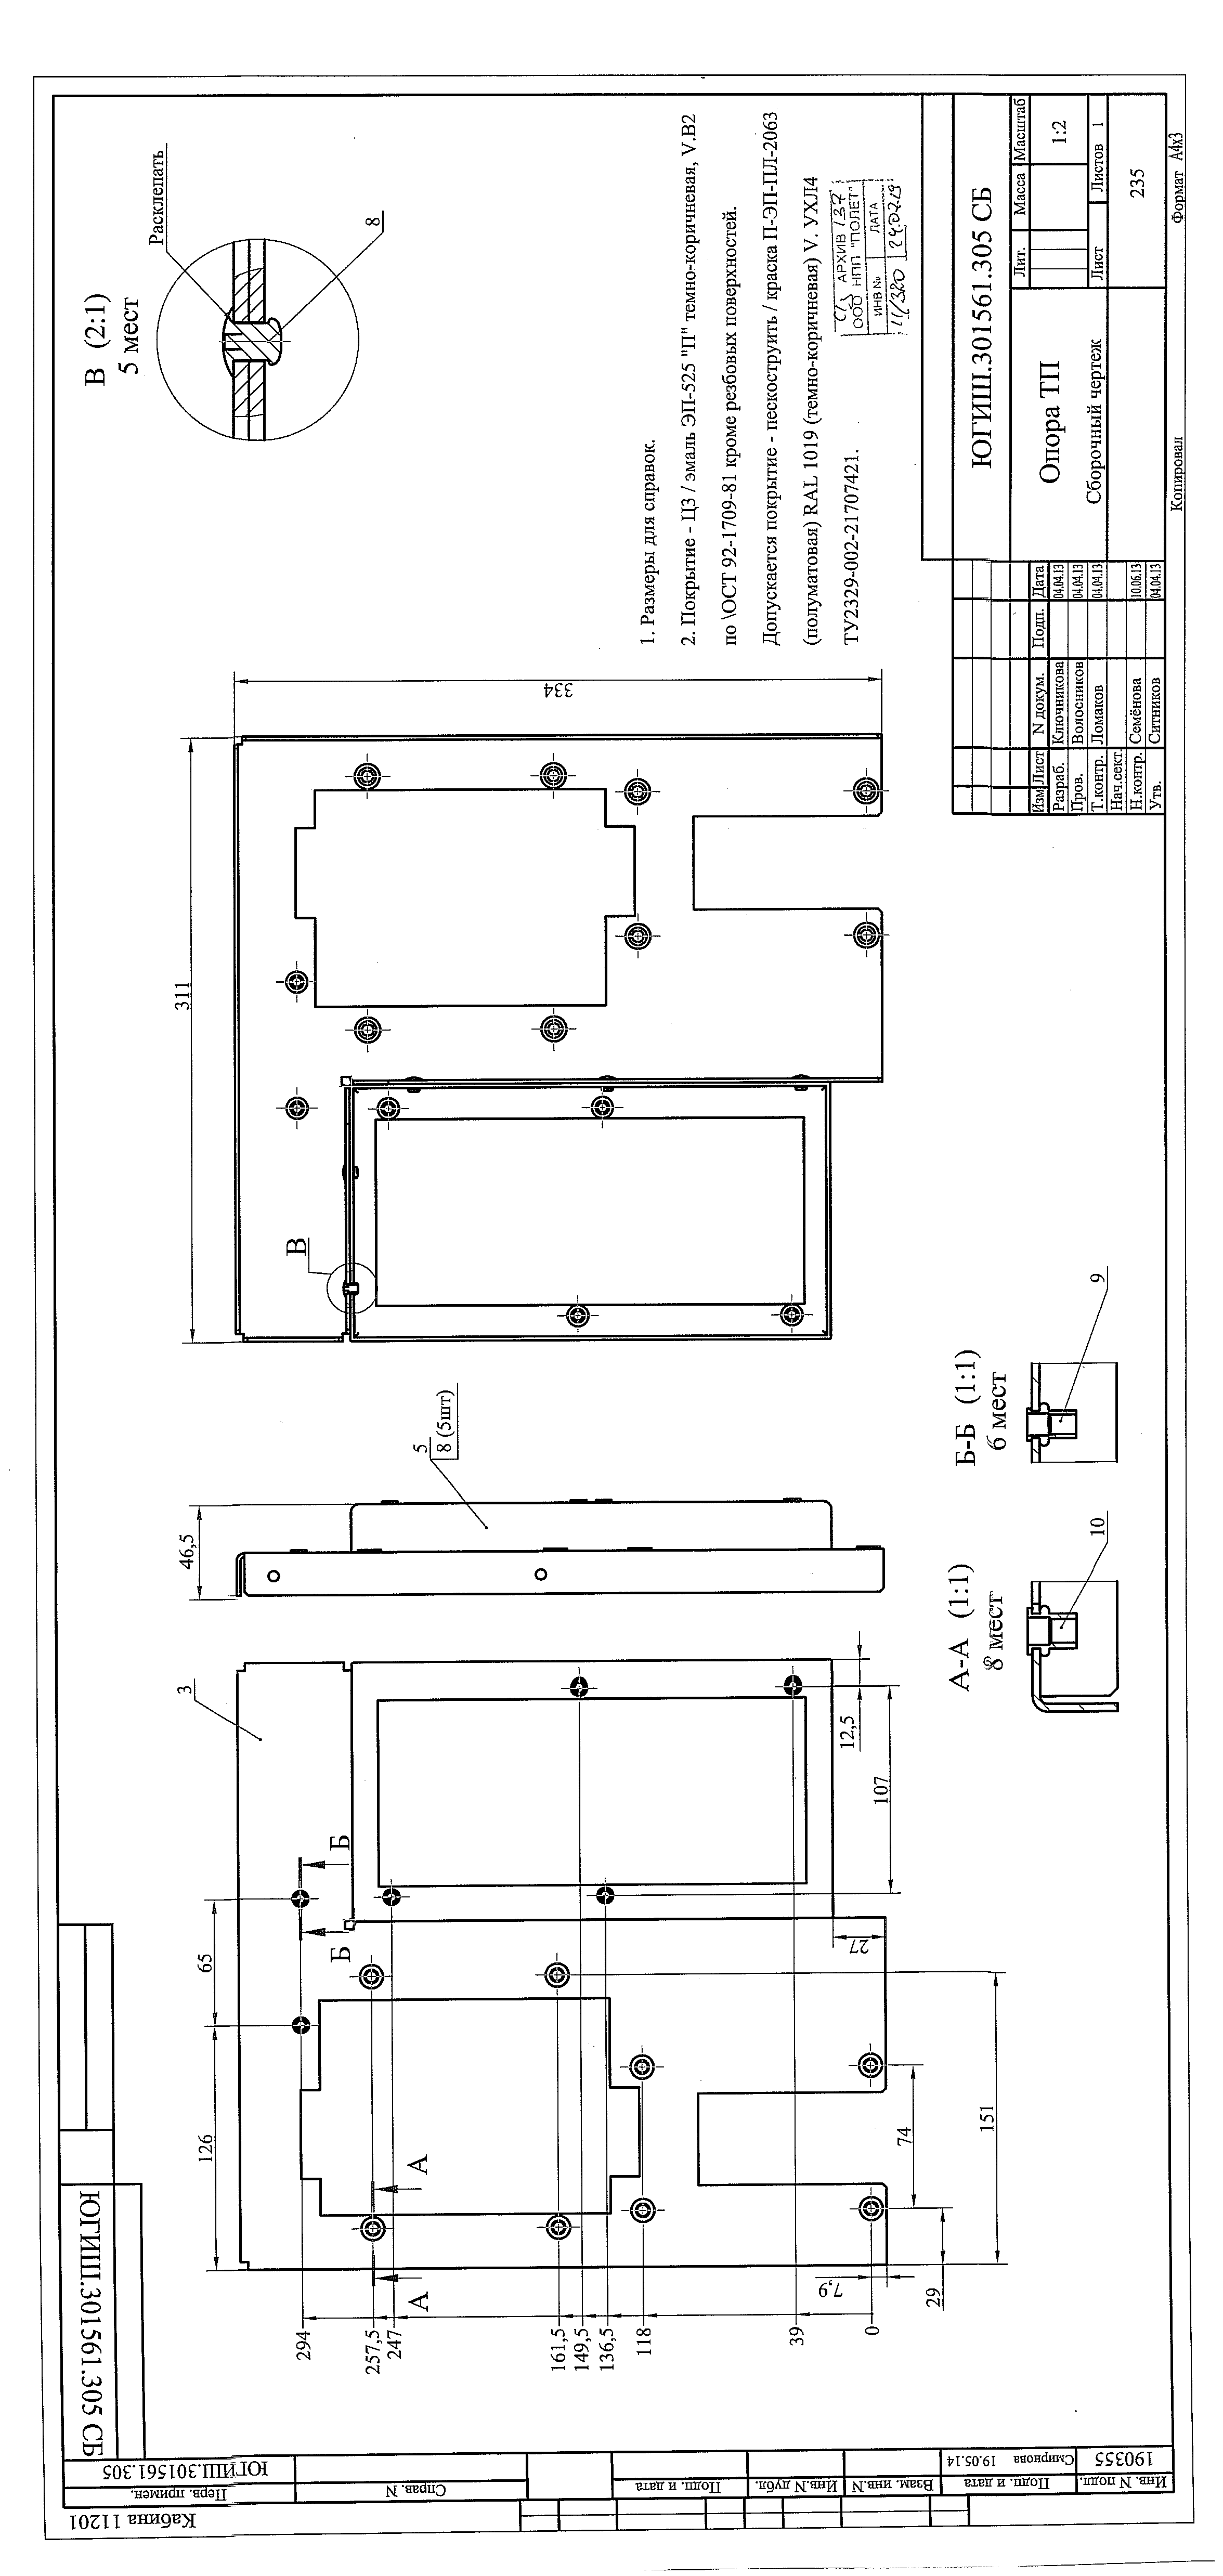 ЮГИШ.301561.305 СБ
Кабина 11201
Перв. примен.
ЮГИШ.301561.305
Справ. N
Подп. и дата
Инв.N дубл.
Взам. инв.N
Подп. и дата
Смирнова 19.05.14
Инв. N подл.
190355
126
65
3
Б
Б
А
А
294
257,5
247
161,5
149,5
136,5
118
39
0
7,9
29
74
151
27
107
12,5
46,5
5
8 (5шт)
А-А (1:1)
8 мест
10
Б-Б (1:1)
6 мест
9
311
334
В
В (2:1)
5 мест
Расклепать
8
1. Размеры для справок.
2. Покрытие - Ц3 / эмаль ЭП-525 "П" темно-коричневая, V.В2
по \ОСТ 92-1709-81 кроме резбовых поверхностей.
Допускается покрытие - пескоструить / краска П-ЭП-ПЛ-2063
(полуматовая) RAL 1019 (темно-коричневая) V. УХЛ4
ТУ2329-002-21707421.
АРХИВ 137
ООО НПП "ПОЛЕТ"
ИНВ № ДАТА
11/320 24.02.19
ЮГИШ.301561.305 СБ
Изм Лист N докум. Подп. Дата
Разраб. Ключникова 04.04.13
Пров. Волосников 04.04.13
Т.контр. Ломаков 04.04.13
Нач.сект.
Н.контр. Семёнова 10.06.13
Утв. Ситников 04.04.13
Опора ТП
Сборочный чертеж
Лит. Масса Масштаб
1:2
Лист Листов 1
235
Копировал Формат А4х3